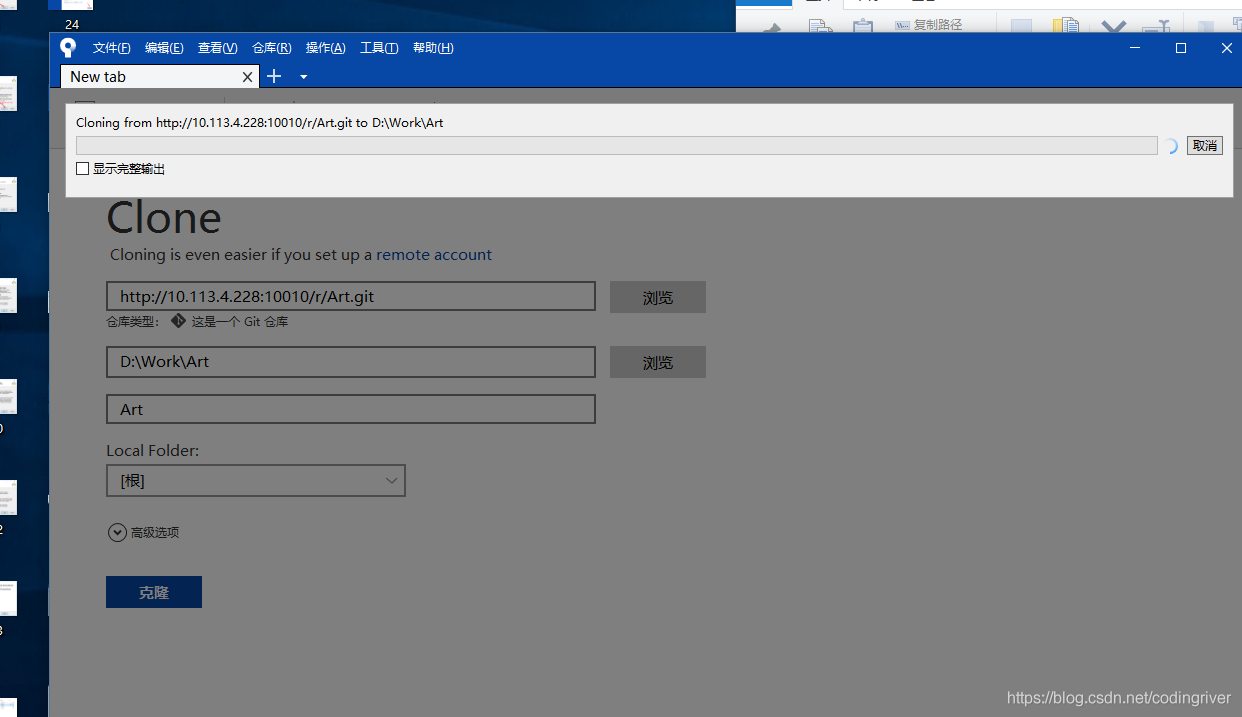 24
复制路径
文件(F) 编辑(E) 查看(V) 仓库(R) 操作(A) 工具(T) 帮助(H)
New tab
Cloning from http://10.113.4.228:10010/r/Art.git to D:\Work\Art
取消
显示完整输出
Clone
Cloning is even easier if you set up a remote account
http://10.113.4.228:10010/r/Art.git 浏览
仓库类型: 这是一个 Git 仓库
D:\Work\Art 浏览
Art
Local Folder:
[根]
高级选项
克隆
https://blog.csdn.net/codingriver